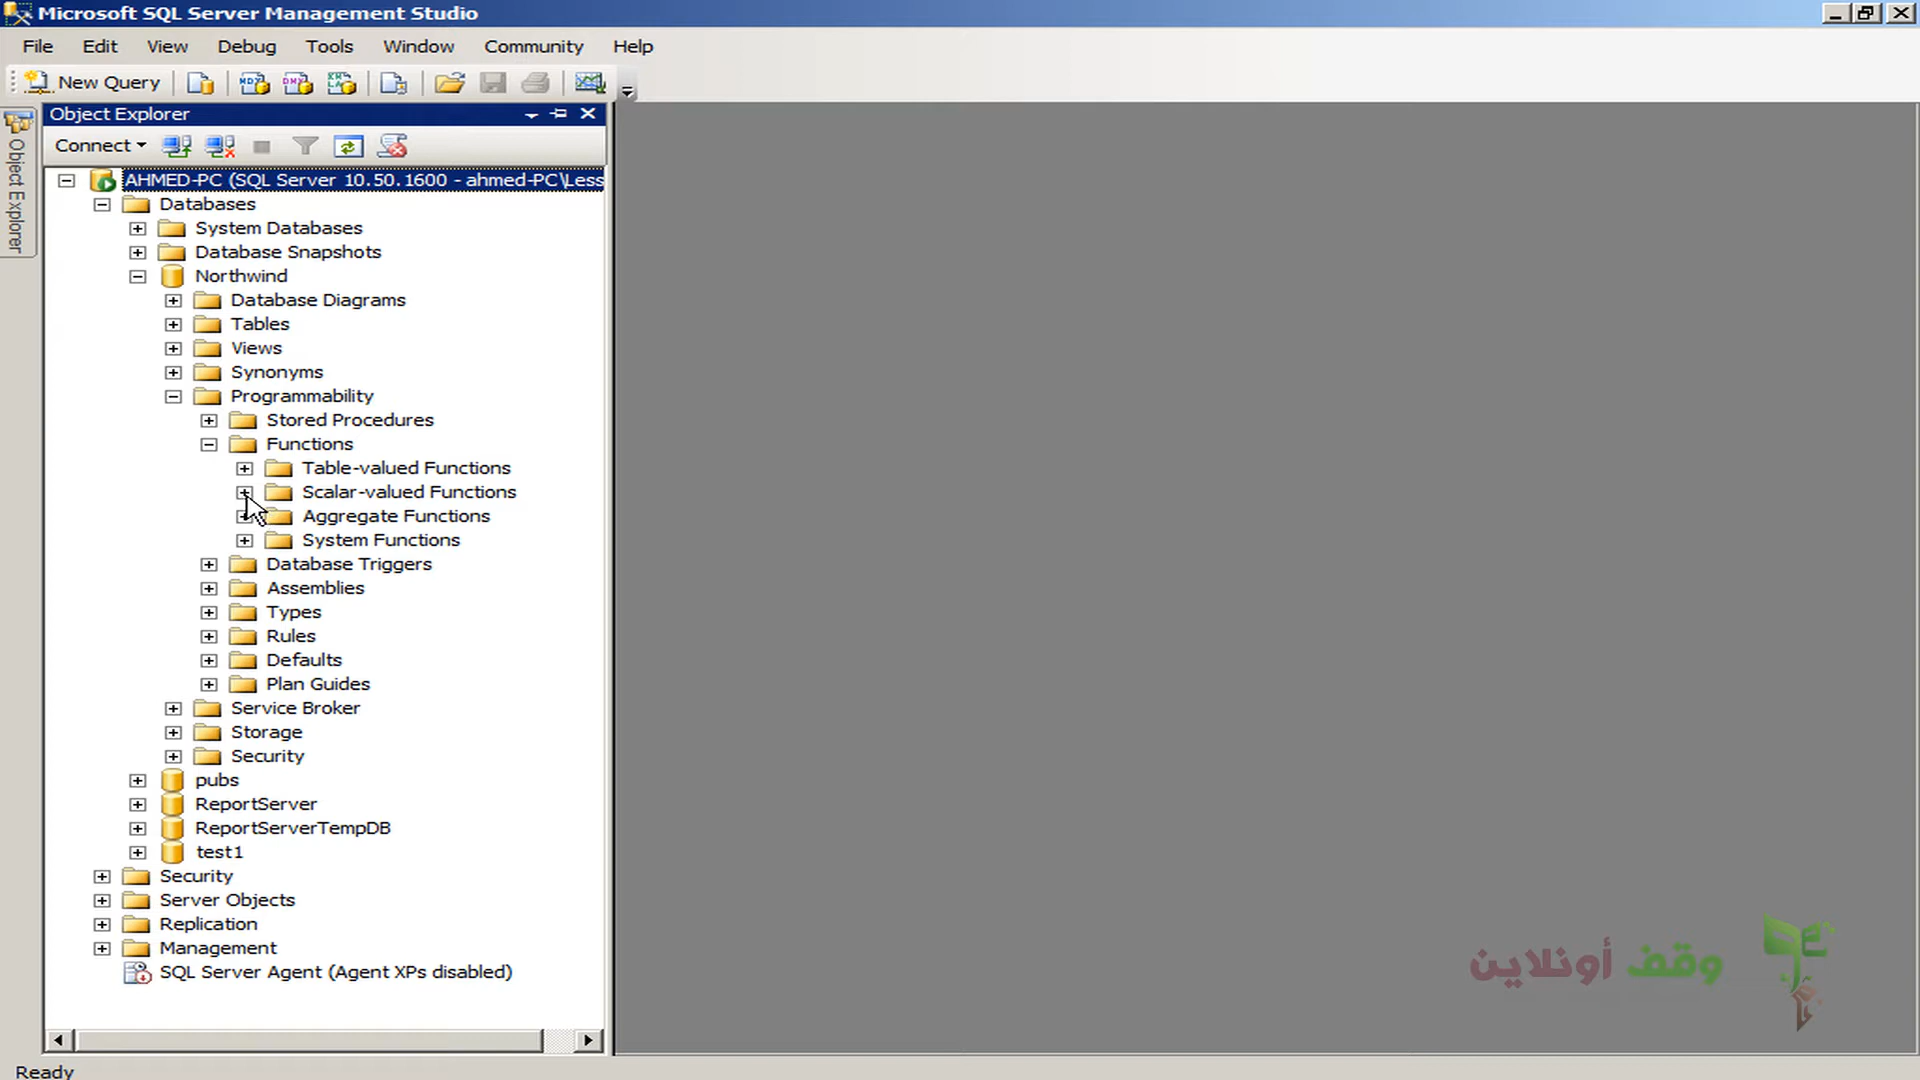 Microsoft SQL Server Management Studio
File Edit View Debug Tools Window Community Help
New Query
Object Explorer
Object Explorer
Connect
AHMED-PC (SQL Server 10.50.1600 - ahmed-PC\Less
Databases
System Databases
Database Snapshots
Northwind
Database Diagrams
Tables
Views
Synonyms
Programmability
Stored Procedures
Functions
Table-valued Functions
Scalar-valued Functions
Aggregate Functions
System Functions
Database Triggers
Assemblies
Types
Rules
Defaults
Plan Guides
Service Broker
Storage
Security
pubs
ReportServer
ReportServerTempDB
test1
Security
Server Objects
Replication
Management
SQL Server Agent (Agent XPs disabled)
وقف أونلاين
Ready